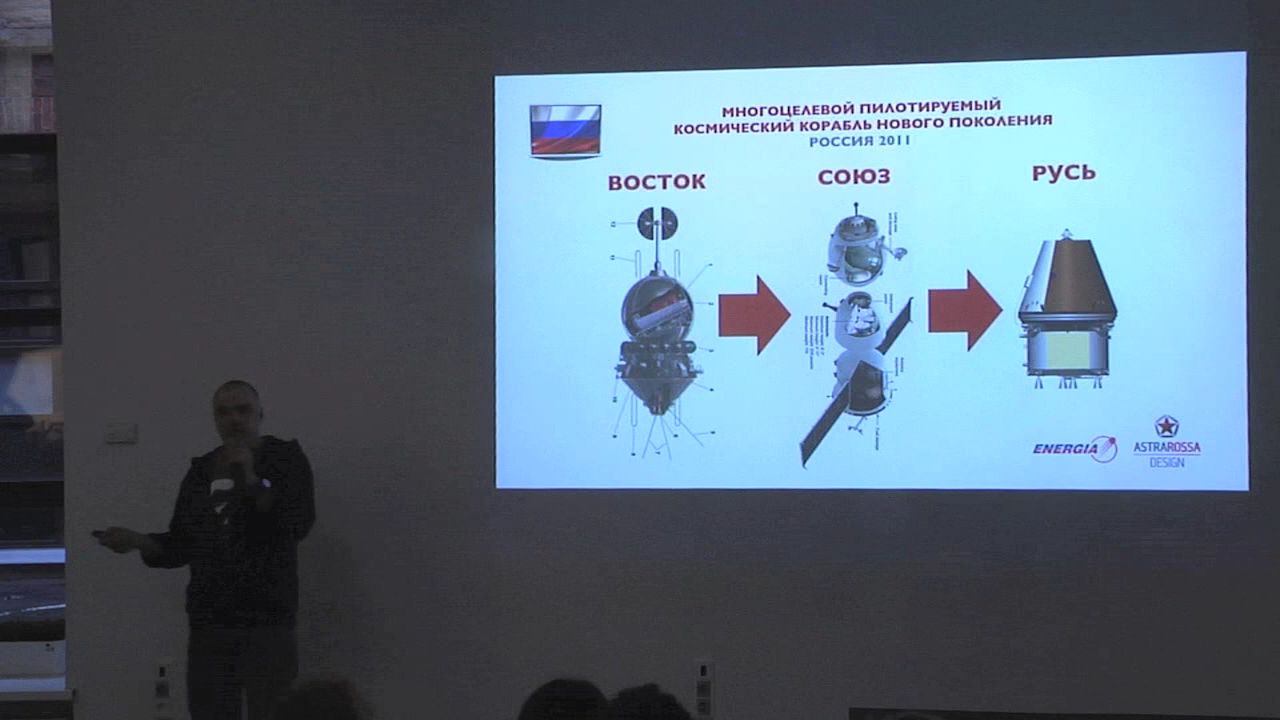 МНОГОЦЕЛЕВОЙ ПИЛОТИРУЕМЫЙ
КОСМИЧЕСКИЙ КОРАБЛЬ НОВОГО ПОКОЛЕНИЯ
РОССИЯ 2011
ВОСТОК
СОЮЗ
РУСЬ
ENERGIA
ASTRAROSSA
DESIGN